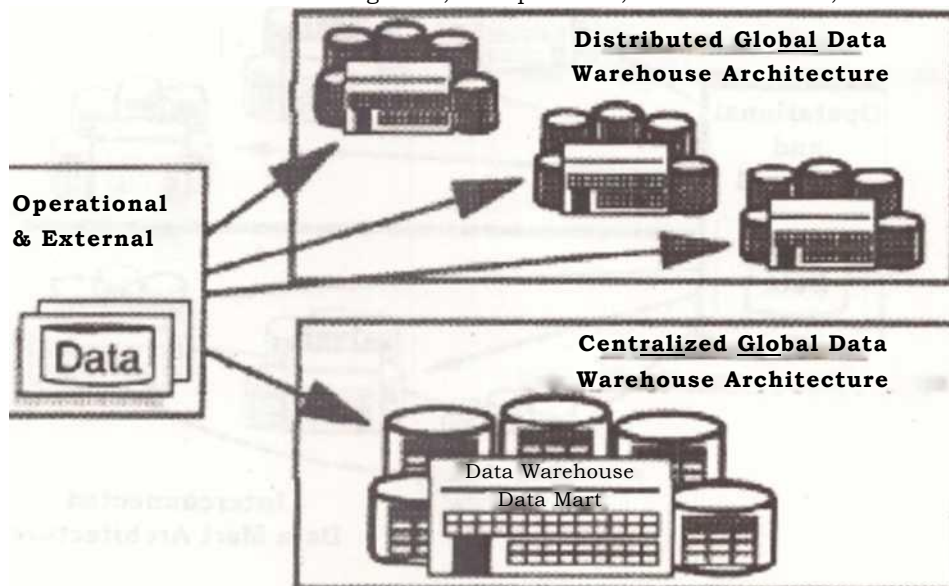 Distributed Global Data
Warehouse Architecture
Operational
& External
Data
Centralized Global Data
Warehouse Architecture
Data Warehouse
Data Mart